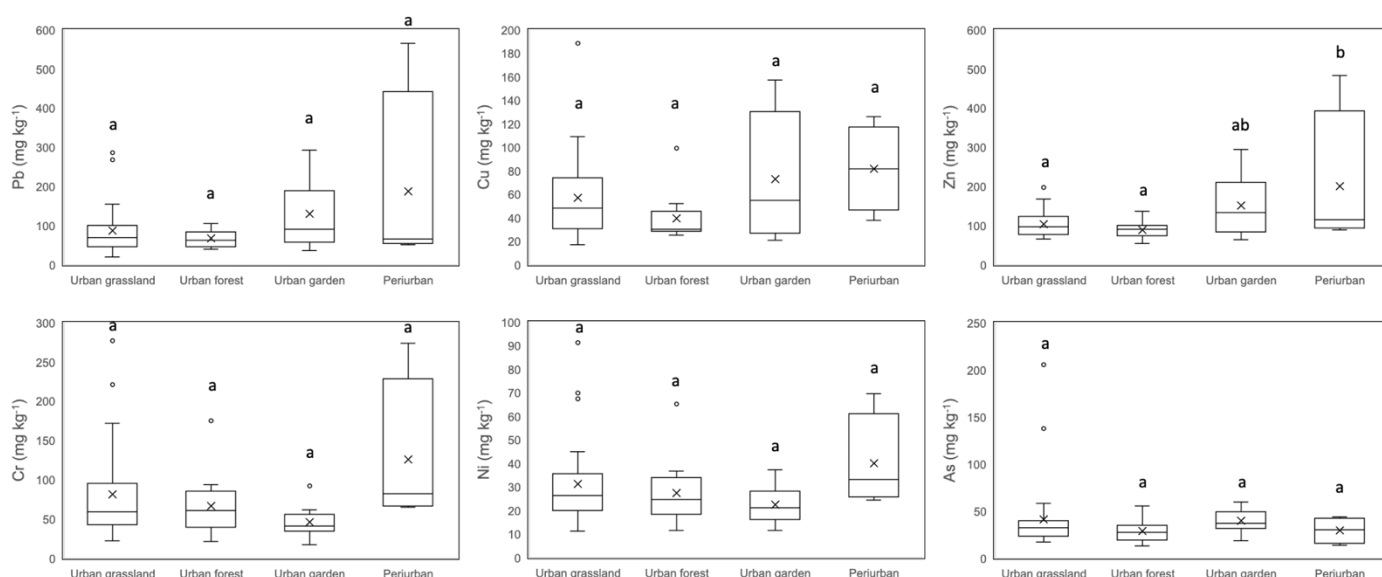 a
600
500
400
300
200
100
0
Pb (mg kg⁻¹)
a
a
a
Urban grassland Urban forest Urban garden Periurban
200
180
160
140
120
100
80
60
40
20
0
Cu (mg kg⁻¹)
a
a
a
a
Urban grassland Urban forest Urban garden Periurban
600
500
400
300
200
100
0
Zn (mg kg⁻¹)
a
a
ab
b
Urban grassland Urban forest Urban garden Periurban
300
250
200
150
100
50
0
Cr (mg kg⁻¹)
a
a
a
a
Urban grassland Urban forest Urban garden Periurban
100
90
80
70
60
50
40
30
20
10
0
Ni (mg kg⁻¹)
a
a
a
a
Urban grassland Urban forest Urban garden Periurban
250
200
150
100
50
0
As (mg kg⁻¹)
a
a
a
a
Urban grassland Urban forest Urban garden Periurban